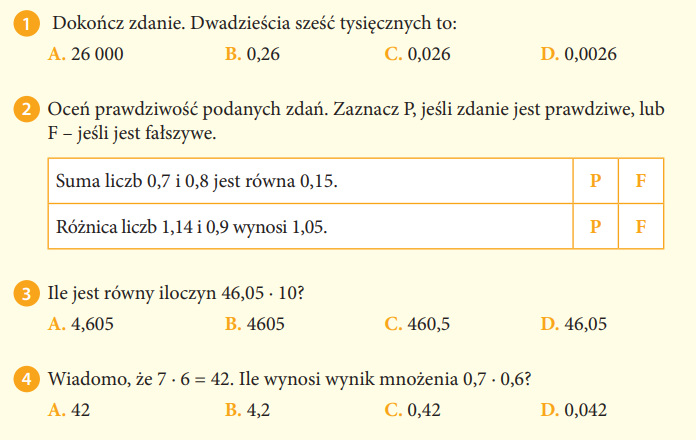 1 Dokończ zdanie. Dwadzieścia sześć tysięcznych to:
A. 26 000 B. 0,26 C. 0,026 D. 0,0026
2 Oceń prawdziwość podanych zdań. Zaznacz P, jeśli zdanie jest prawdziwe, lub
F – jeśli jest fałszywe.
Suma liczb 0,7 i 0,8 jest równa 0,15. P F
Różnica liczb 1,14 i 0,9 wynosi 1,05. P F
3 Ile jest równy iloczyn 46,05 · 10?
A. 4,605 B. 4605 C. 460,5 D. 46,05
4 Wiadomo, że 7 · 6 = 42. Ile wynosi wynik mnożenia 0,7 · 0,6?
A. 42 B. 4,2 C. 0,42 D. 0,042